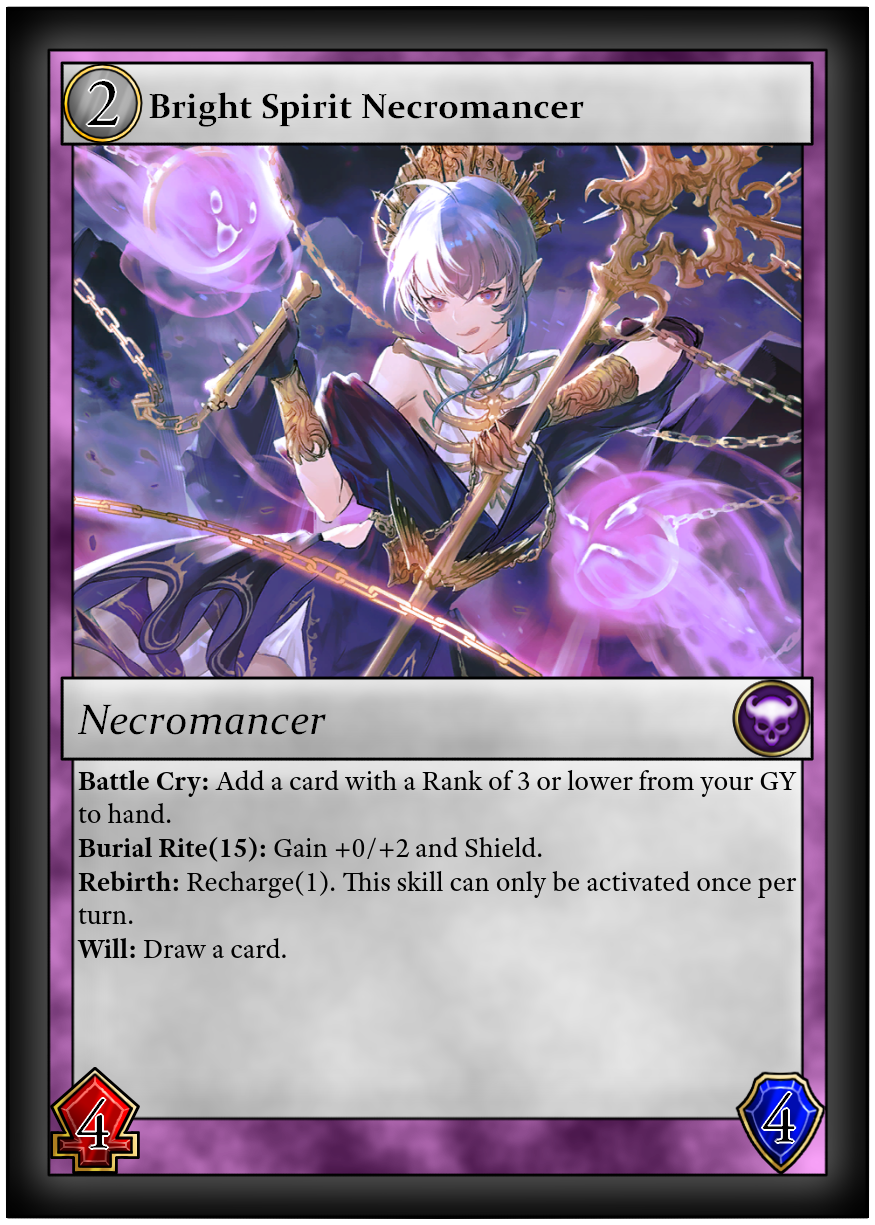 2
Bright Spirit Necromancer
Necromancer
Battle Cry: Add a card with a Rank of 3 or lower from your GY
to hand.
Burial Rite(15): Gain +0/+2 and Shield.
Rebirth: Recharge(1). This skill can only be activated once per
turn.
Will: Draw a card.
4
4